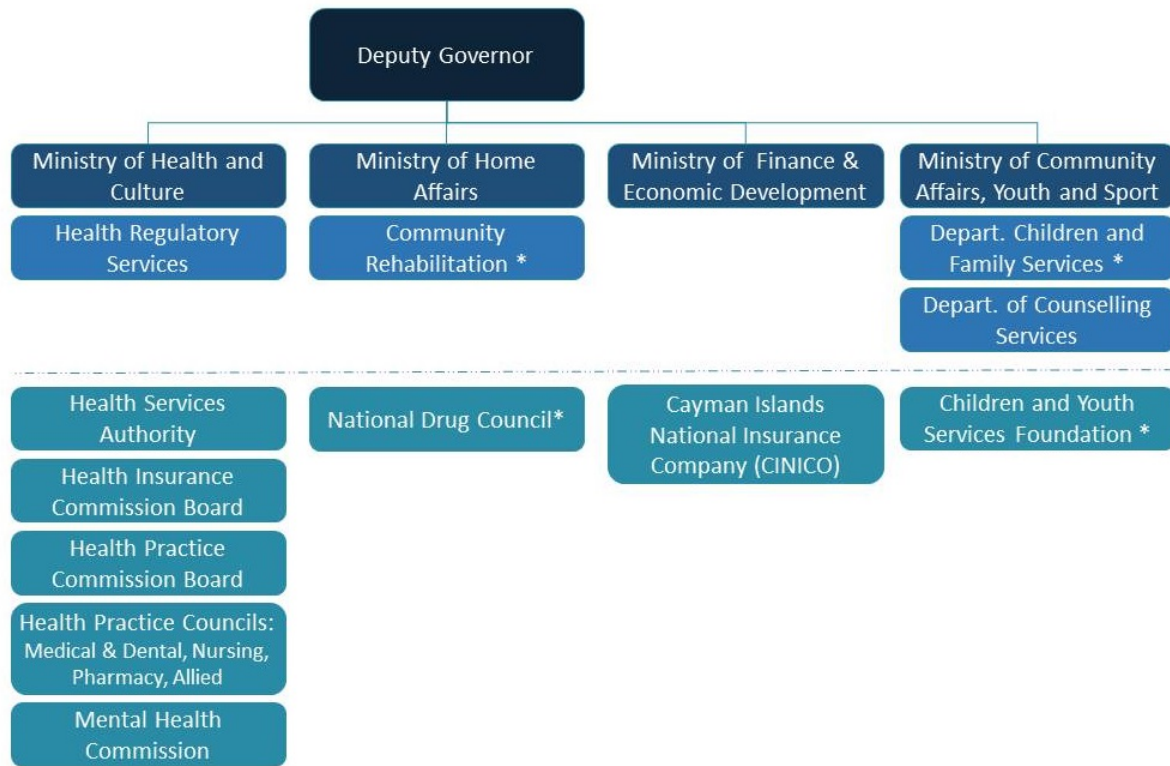 Deputy Governor
Ministry of Health and
Culture
Health Regulatory
Services
Ministry of Home
Affairs
Community
Rehabilitation *
Ministry of Finance &
Economic Development
Ministry of Community
Affairs, Youth and Sport
Depart. Children and
Family Services *
Depart. of Counselling
Services
Health Services
Authority
Health Insurance
Commission Board
Health Practice
Commission Board
Health Practice Councils:
Medical & Dental, Nursing,
Pharmacy, Allied
Mental Health
Commission
National Drug Council*
Cayman Islands
National Insurance
Company (CINICO)
Children and Youth
Services Foundation *